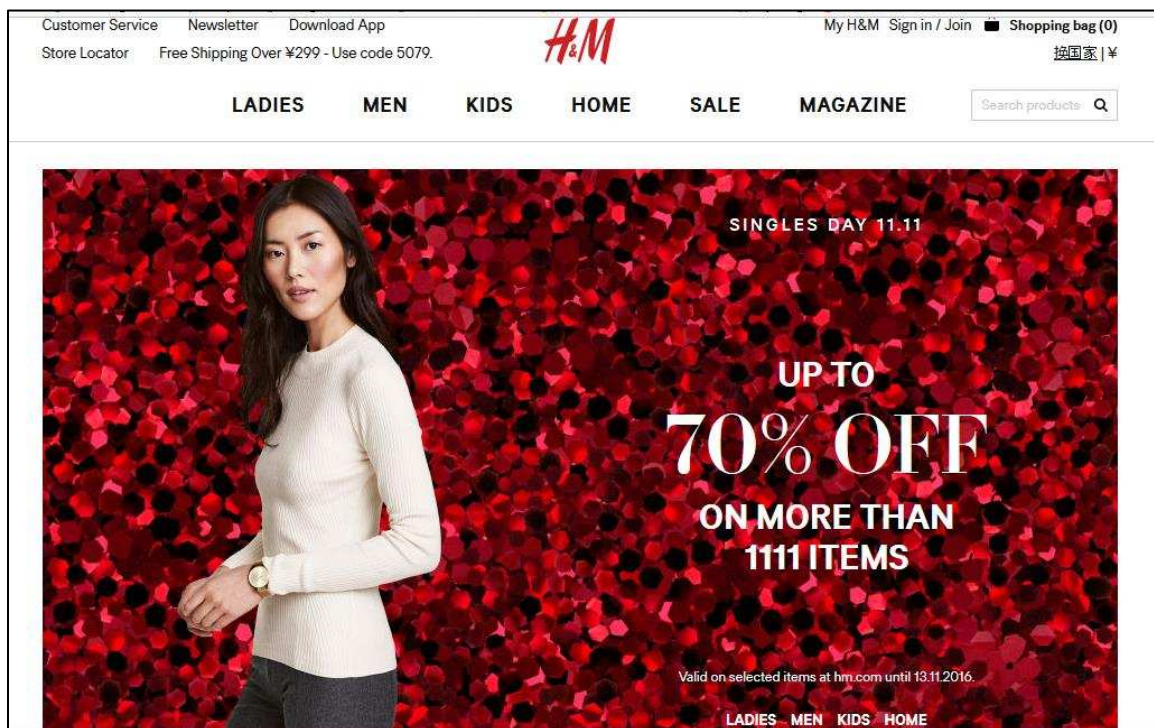 Customer Service Newsletter Download App
H&M
My H&M Sign in / Join Shopping bag (0)
Store Locator Free Shipping Over ¥299 - Use code 5079.
换国家 | ¥
LADIES MEN KIDS HOME SALE MAGAZINE
Search products
SINGLES DAY 11.11
UP TO
70% OFF
ON MORE THAN
1111 ITEMS
Valid on selected items at hm.com until 13.11.2016.
LADIES MEN KIDS HOME